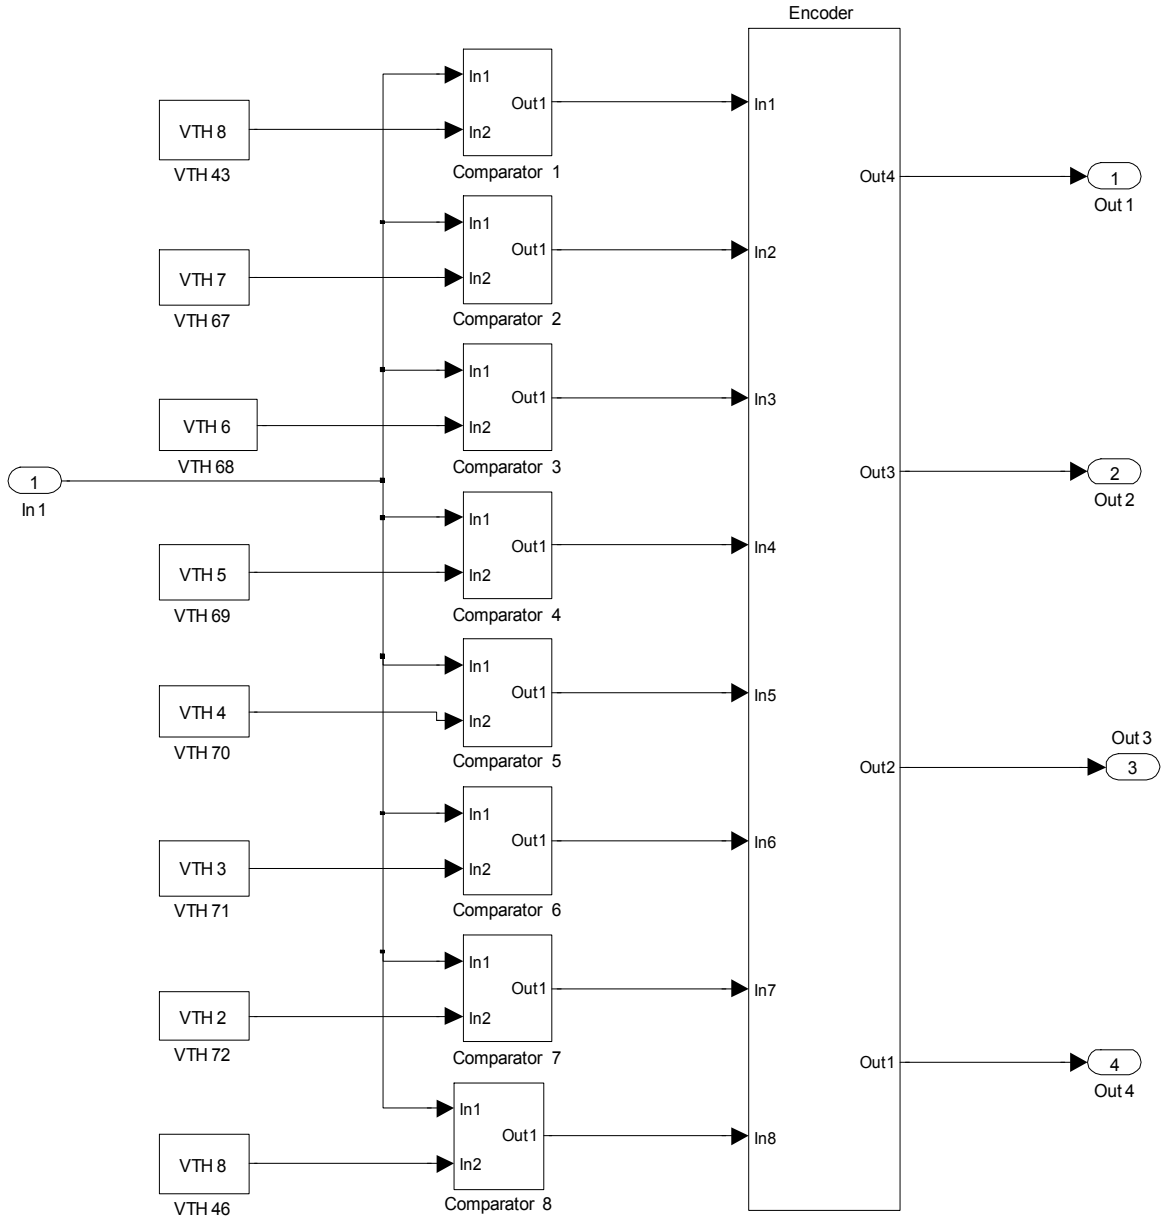 Encoder
In1
Out1
In2
Comparator 1
VTH 8
VTH 43
In1
Out1
In2
Comparator 2
VTH 7
VTH 67
In1
Out1
In2
Comparator 3
VTH 6
VTH 68
1
In 1
In1
Out1
In2
Comparator 4
VTH 5
VTH 69
In1
Out1
In2
Comparator 5
VTH 4
VTH 70
In1
Out1
In2
Comparator 6
VTH 3
VTH 71
In1
Out1
In2
Comparator 7
VTH 2
VTH 72
In1
Out1
In2
Comparator 8
VTH 8
VTH 46
In1
In2
In3
In4
In5
In6
In7
In8
Out4
Out3
Out2
Out1
1
Out 1
2
Out 2
Out 3
3
4
Out 4